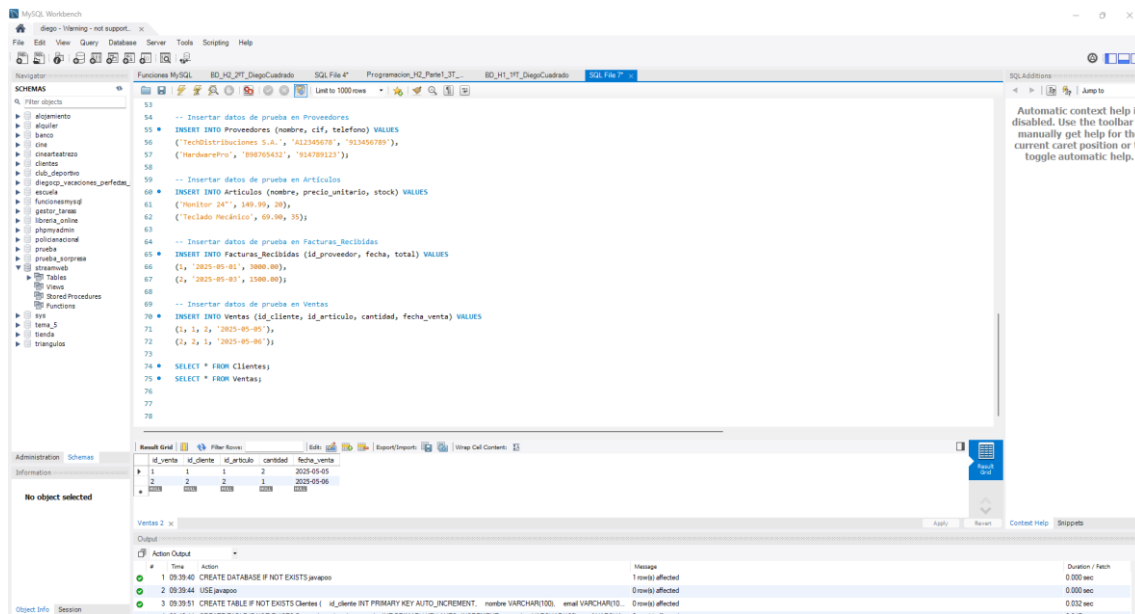 MySQL Workbench
diego - Warning - not support...
File Edit View Query Database Server Tools Scripting Help
Navigator
SCHEMAS
Filter objects
alojamiento
alquiler
banco
cine
cinearteatrezo
clientes
club_deportivo
diegocp_vacaciones_perfectas_
escuela
funcionesmysql
gestor_tareas
libreria_online
phpmyadmin
policianacional
prueba
prueba_sorpresa
streamweb
Tables
Views
Stored Procedures
Functions
sys
tema_5
tienda
triangulos
Administration Schemas
Information
No object selected
Object Info Session
Funciones MySQL BD_H2_2ºT_DiegoCuadrado SQL File 4* Programacion_H2_Parte1_3T_... BD_H1_1ºT_DiegoCuadrado SQL File 7*
Limit to 1000 rows
53
54 -- Insertar datos de prueba en Proveedores
55 INSERT INTO Proveedores (nombre, cif, telefono) VALUES
56 ('TechDistribuciones S.A.', 'A12345678', '913456789'),
57 ('HardwarePro', 'B98765432', '914789123');
58
59 -- Insertar datos de prueba en Artículos
60 INSERT INTO Articulos (nombre, precio_unitario, stock) VALUES
61 ('Monitor 24"', 149.99, 20),
62 ('Teclado Mecánico', 69.90, 35);
63
64 -- Insertar datos de prueba en Facturas_Recibidas
65 INSERT INTO Facturas_Recibidas (id_proveedor, fecha, total) VALUES
66 (1, '2025-05-01', 3000.00),
67 (2, '2025-05-03', 1500.00);
68
69 -- Insertar datos de prueba en Ventas
70 INSERT INTO Ventas (id_cliente, id_articulo, cantidad, fecha_venta) VALUES
71 (1, 1, 2, '2025-05-05'),
72 (2, 2, 1, '2025-05-06');
73
74 SELECT * FROM Clientes;
75 SELECT * FROM Ventas;
76
77
78
Result Grid Filter Rows: Edit: Export/Import: Wrap Cell Content:
id_venta id_cliente id_articulo cantidad fecha_venta
1 1 1 2 2025-05-05
2 2 2 1 2025-05-06
NULL NULL NULL NULL NULL
Result Grid
Ventas 2
Apply Revert
Output
Action Output
# Time Action Message Duration / Fetch
1 09:39:40 CREATE DATABASE IF NOT EXISTS javapoo 1 row(s) affected 0.000 sec
2 09:39:44 USE javapoo 0 row(s) affected 0.000 sec
3 09:39:51 CREATE TABLE IF NOT EXISTS Clientes ( id_cliente INT PRIMARY KEY AUTO_INCREMENT, nombre VARCHAR(100), email VARCHAR(10... 0 row(s) affected 0.032 sec
SQLAdditions
Jump to
Automatic context help i
disabled. Use the toolbar
manually get help for th
current caret position or
toggle automatic help.
Context Help Snippets